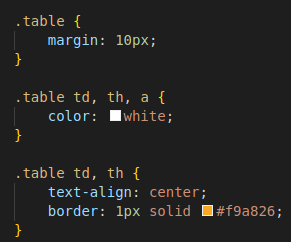 .table {
    margin: 10px;
}

.table td, th, a {
    color: white;
}

.table td, th {
    text-align: center;
    border: 1px solid #f9a826;
}